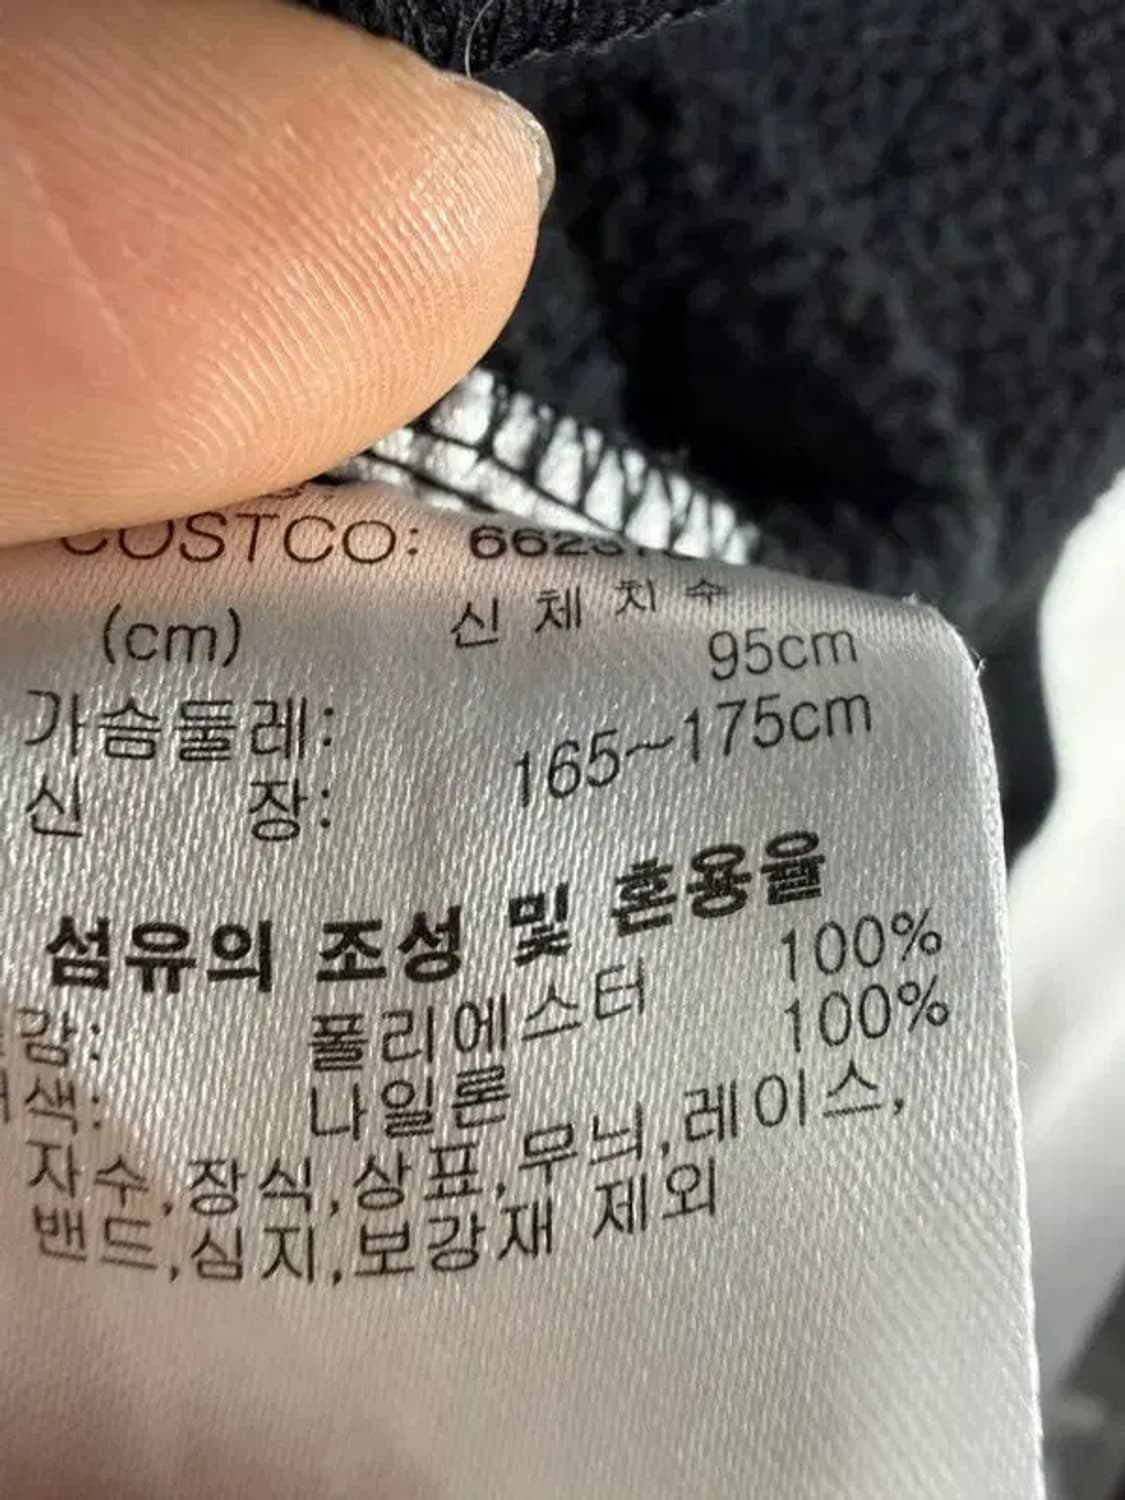 COSTCO:
(cm) 신 체 치 수
가슴둘레: 95cm
신 장: 165~175cm
섬유의 조성 및 혼용율
폴리에스터 100%
나일론 100%
자수,장식,상표,무늬,레이스,
밴드,심지,보강재 제외